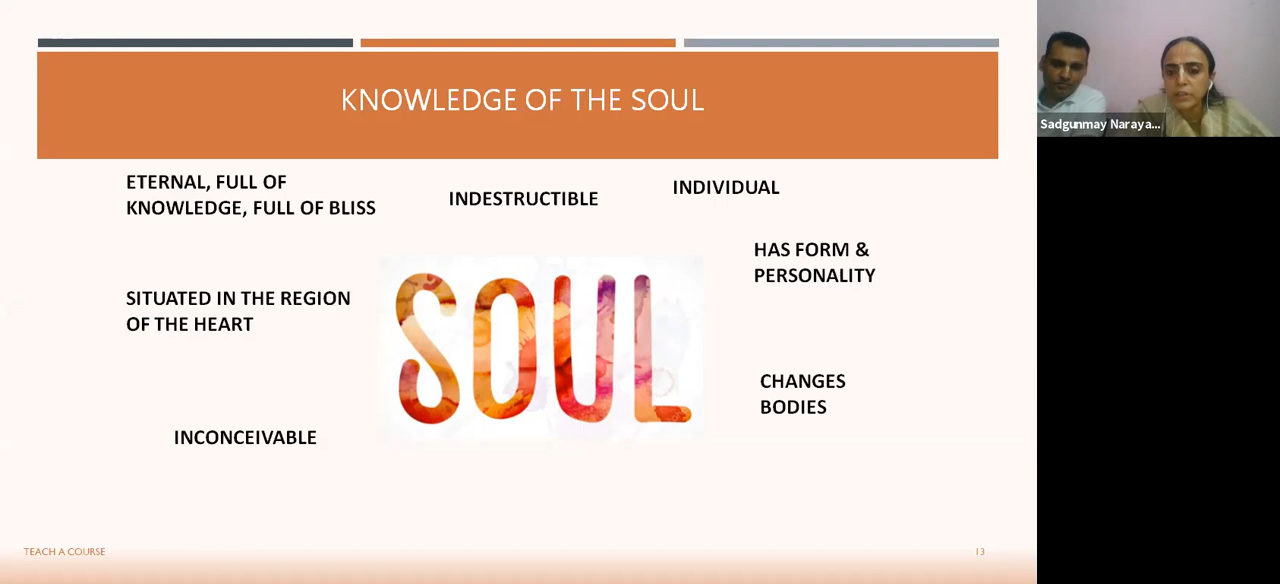 KNOWLEDGE OF THE SOUL
ETERNAL, FULL OF
KNOWLEDGE, FULL OF BLISS
INDESTRUCTIBLE
INDIVIDUAL
HAS FORM &
PERSONALITY
SITUATED IN THE REGION
OF THE HEART
SOUL
CHANGES
BODIES
INCONCEIVABLE
TEACH A COURSE
13
Sadgunmay Naraya...